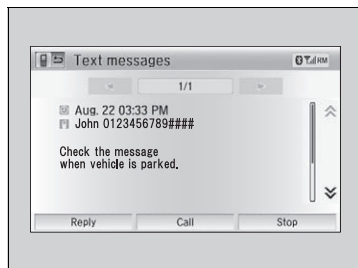 Text messages
RM
1/1
Aug. 22 03:33 PM
John 0123456789####
Check the message
when vehicle is parked.
Reply Call Stop